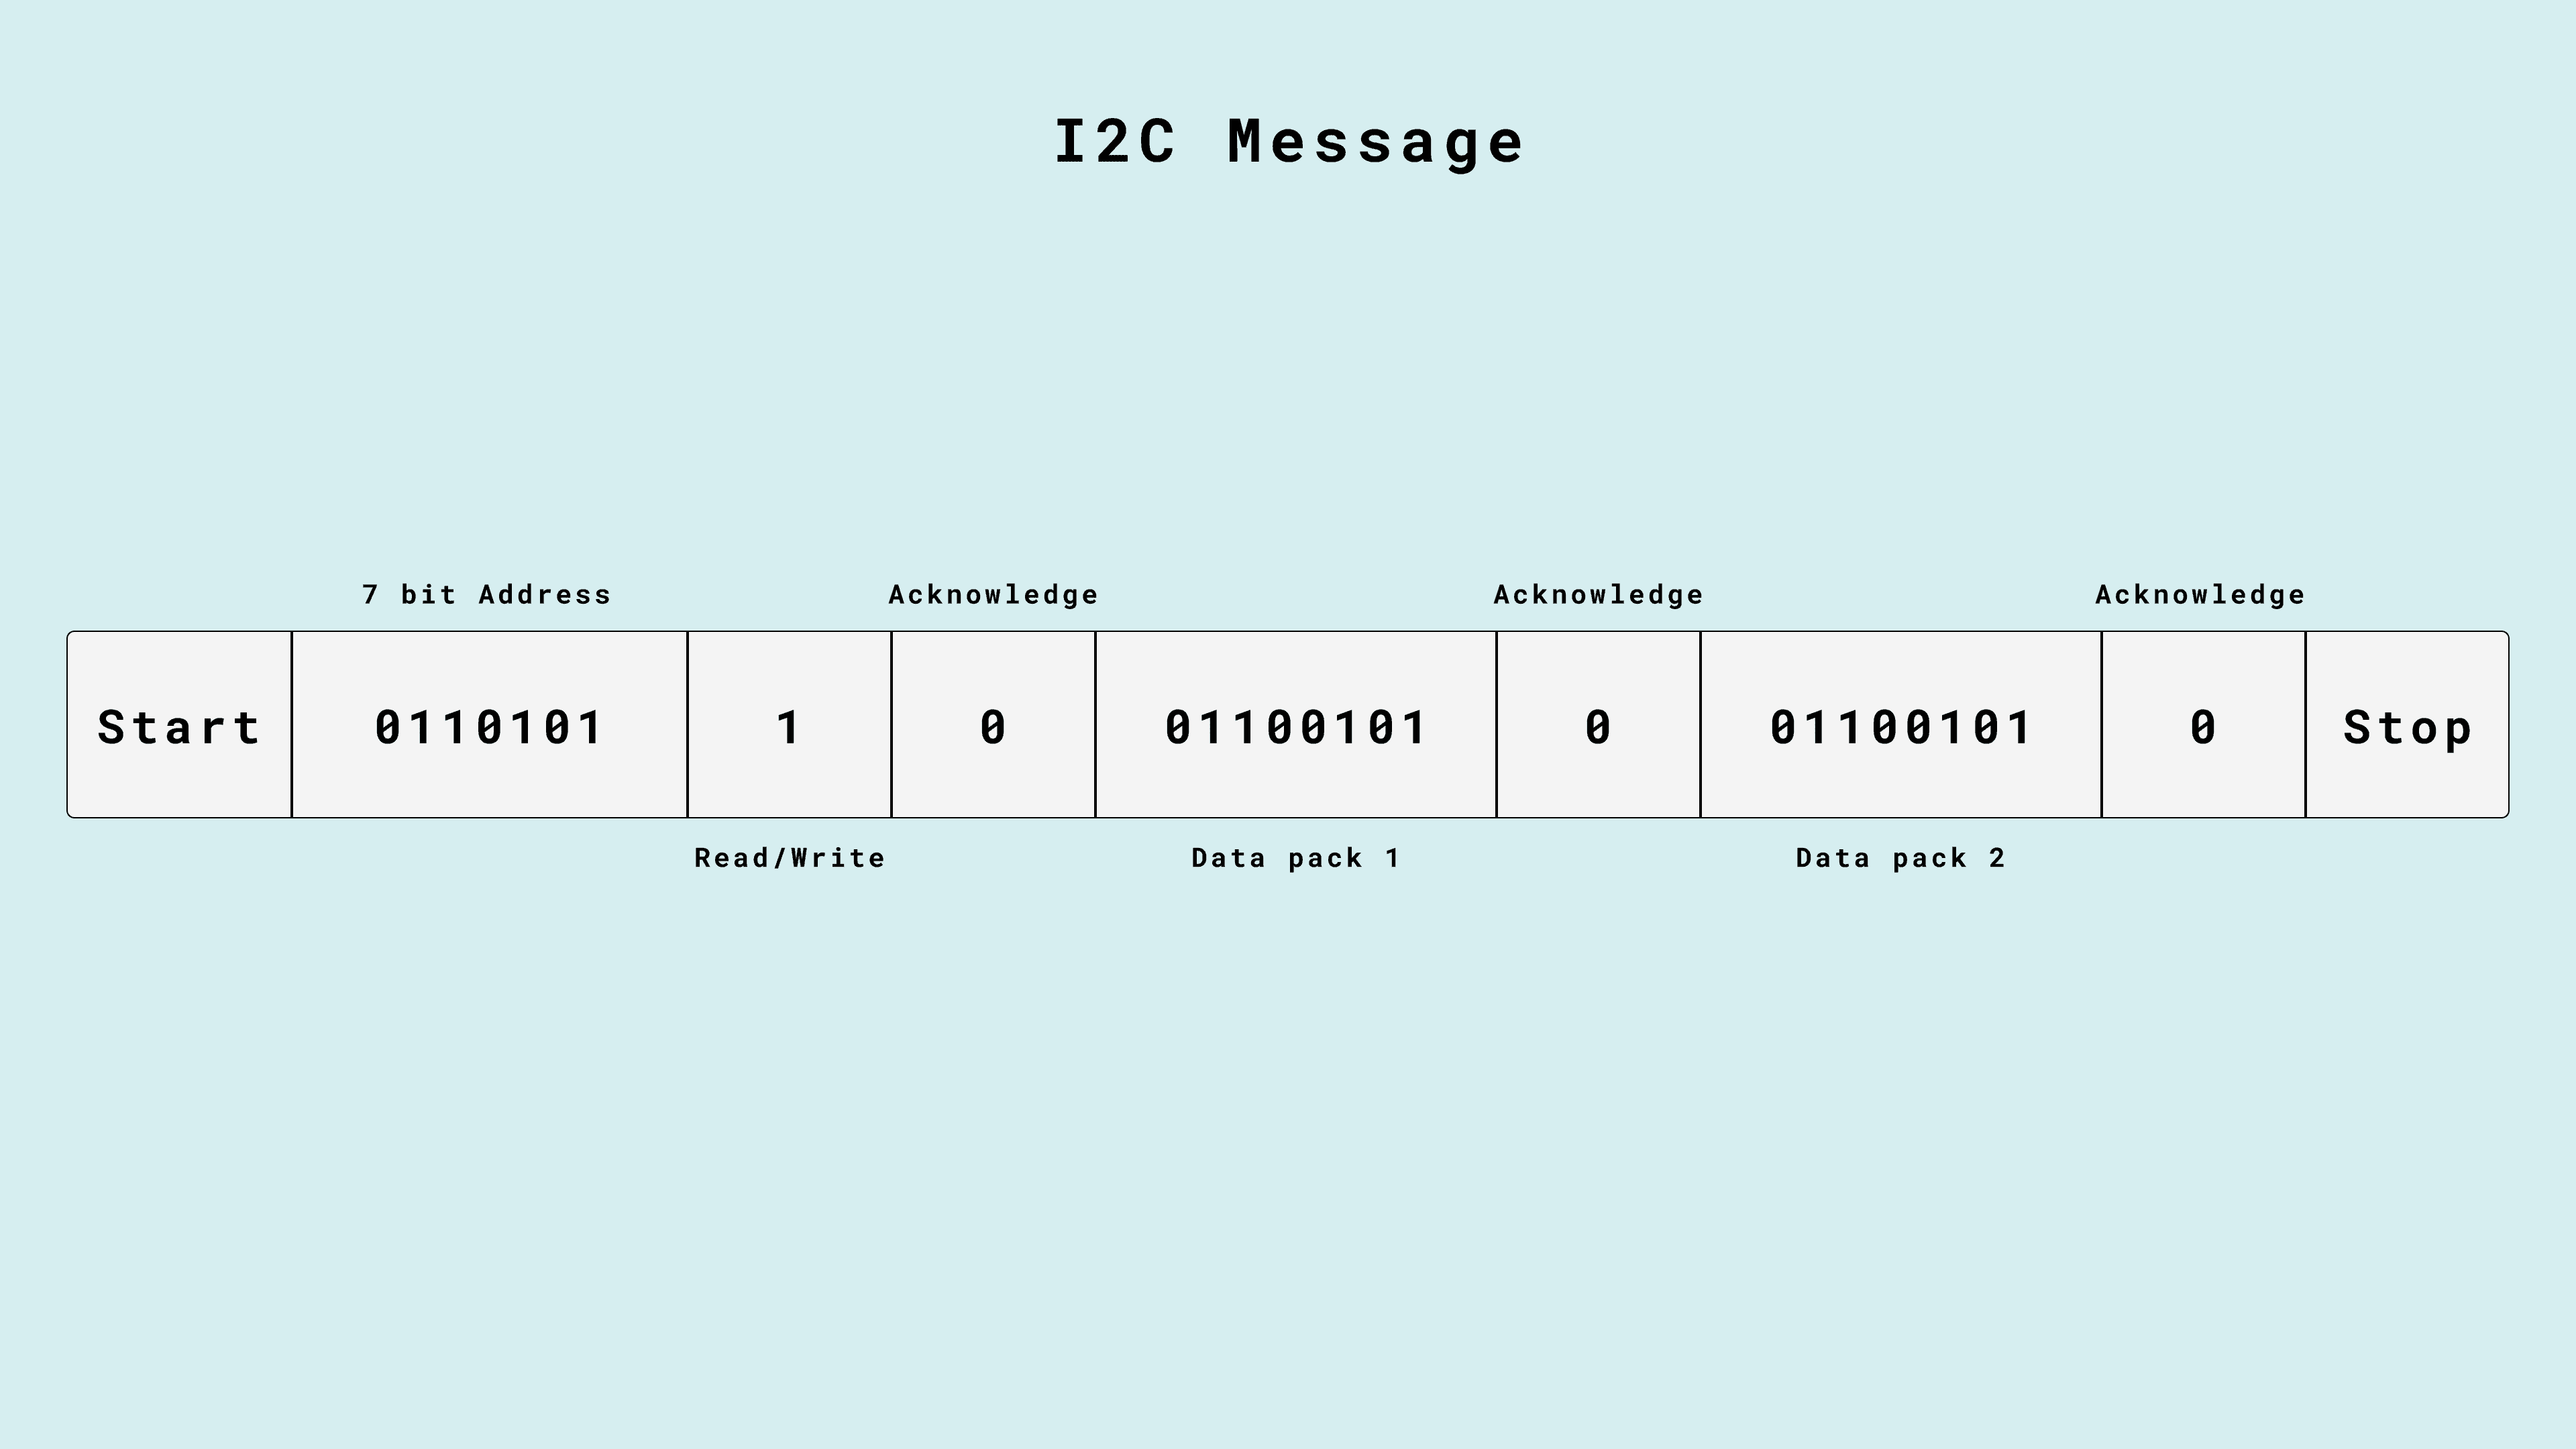 I2C Message
7 bit Address Acknowledge Acknowledge Acknowledge
Start 0110101 1 0 01100101 0 01100101 0 Stop
Read/Write Data pack 1 Data pack 2